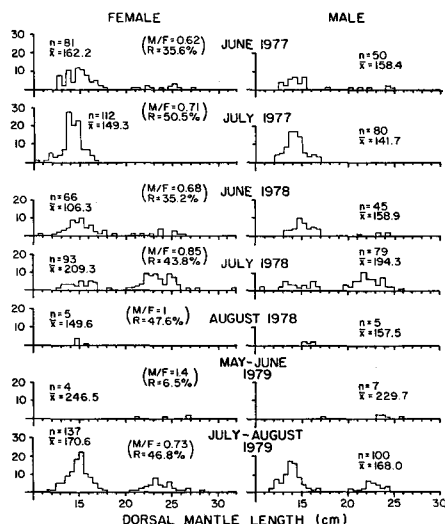 FEMALE MALE
30
20
10
n=81
x̄=162.2
(M/F=0.62)
(R=35.6%)
JUNE 1977
n=50
x̄=158.4
30
20
10
n=112
x̄=149.3
(M/F=0.71)
(R=50.5%)
JULY 1977
n=80
x̄=141.7
20
10
n=66
x̄=106.3
(M/F=0.68)
(R=35.2%)
JUNE 1978
n=45
x̄=158.9
20
10
n=93
x̄=209.3
(M/F=0.85)
(R=43.8%)
JULY 1978
n=79
x̄=194.3
10
n=5
x̄=149.6
(M/F=1)
(R=47.6%)
AUGUST 1978
n=5
x̄=157.5
10
n=4
x̄=246.5
(M/F=1.4)
(R=6.5%)
MAY-JUNE
1979
n=7
x̄=229.7
30
20
10
n=137
x̄=170.6
(M/F=0.73)
(R=46.8%)
JULY-AUGUST
1979
n=100
x̄=168.0
10 15 20 25 30 10 15 20 25 30
DORSAL MANTLE LENGTH (cm)